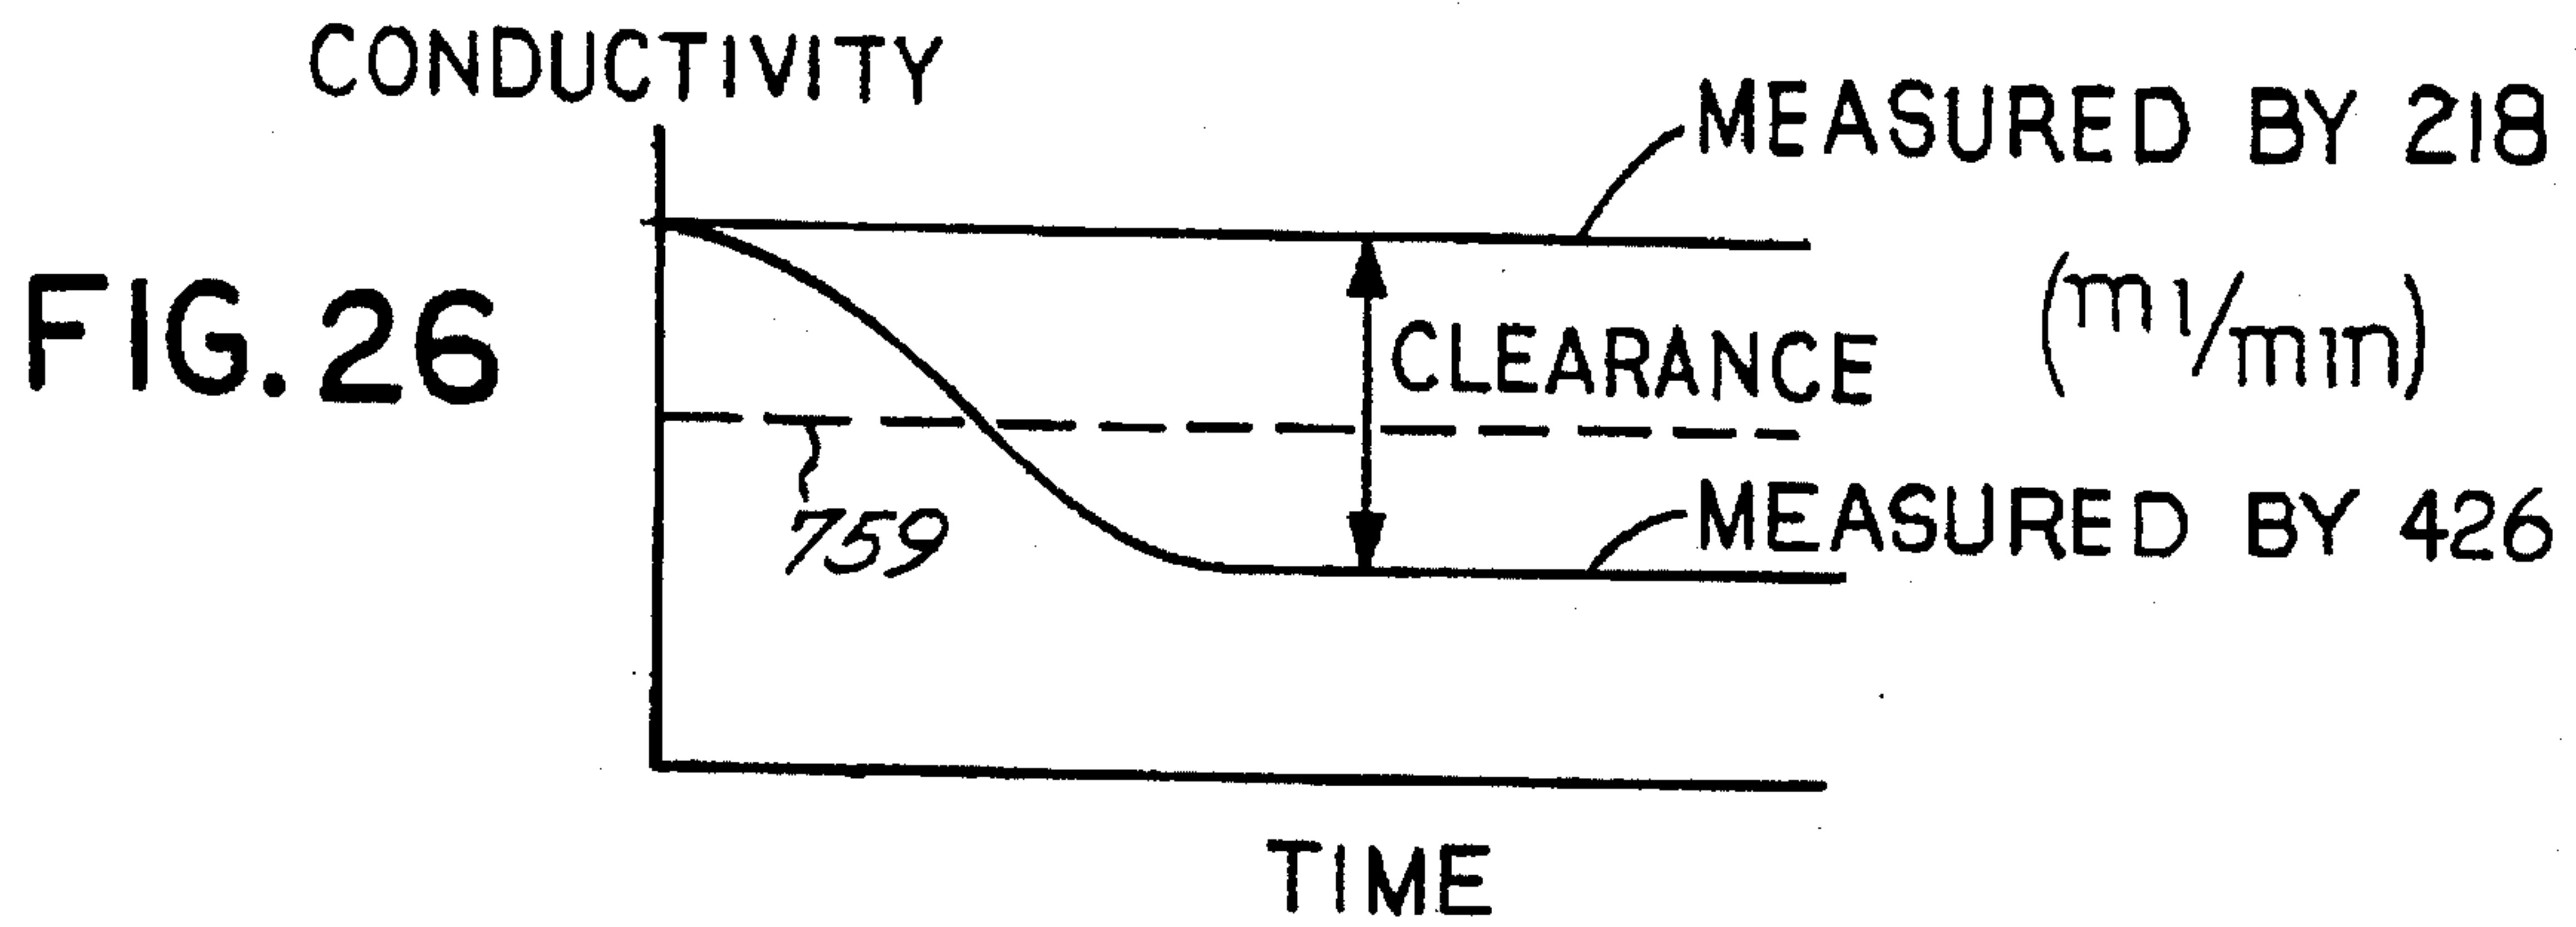 CONDUCTIVITY
MEASURED BY 218
FIG. 26
CLEARANCE (ml/min)
759
MEASURED BY 426
TIME